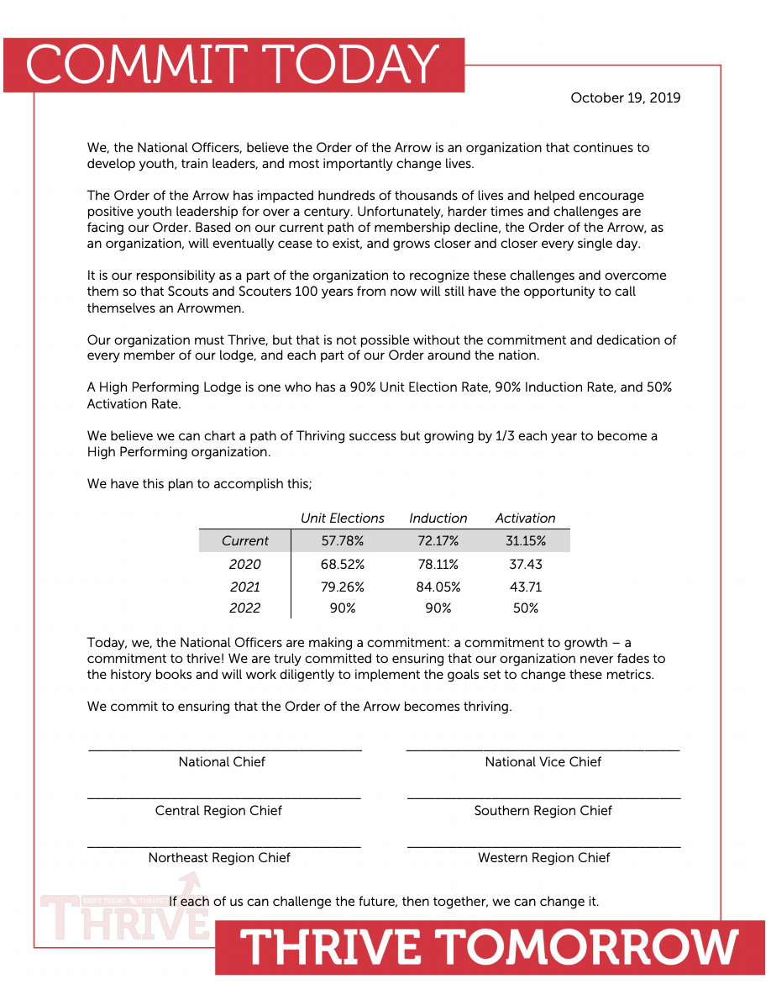 COMMIT TODAY
October 19, 2019
We, the National Officers, believe the Order of the Arrow is an organization that continues to
develop youth, train leaders, and most importantly change lives.
The Order of the Arrow has impacted hundreds of thousands of lives and helped encourage
positive youth leadership for over a century. Unfortunately, harder times and challenges are
facing our Order. Based on our current path of membership decline, the Order of the Arrow, as
an organization, will eventually cease to exist, and grows closer and closer every single day.
It is our responsibility as a part of the organization to recognize these challenges and overcome
them so that Scouts and Scouters 100 years from now will still have the opportunity to call
themselves an Arrowmen.
Our organization must Thrive, but that is not possible without the commitment and dedication of
every member of our lodge, and each part of our Order around the nation.
A High Performing Lodge is one who has a 90% Unit Election Rate, 90% Induction Rate, and 50%
Activation Rate.
We believe we can chart a path of Thriving success but growing by 1/3 each year to become a
High Performing organization.
We have this plan to accomplish this;
Unit Elections Induction Activation
Current 57.78% 72.17% 31.15%
2020 68.52% 78.11% 37.43
2021 79.26% 84.05% 43.71
2022 90% 90% 50%
Today, we, the National Officers are making a commitment: a commitment to growth – a
commitment to thrive! We are truly committed to ensuring that our organization never fades to
the history books and will work diligently to implement the goals set to change these metrics.
We commit to ensuring that the Order of the Arrow becomes thriving.
National Chief National Vice Chief
Central Region Chief Southern Region Chief
Northeast Region Chief Western Region Chief
If each of us can challenge the future, then together, we can change it.
THRIVE
THRIVE TOMORROW